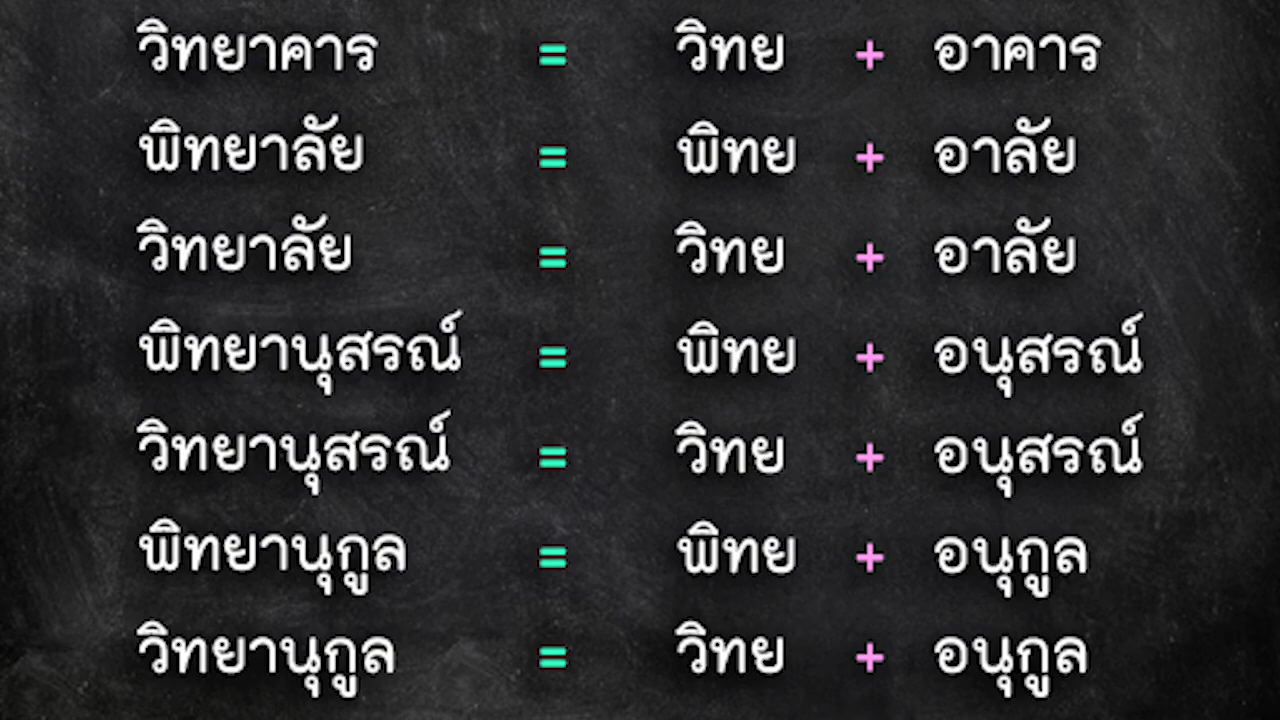 วิทยาคาร = วิทย + อาคาร
พิทยาลัย = พิทย + อาลัย
วิทยาลัย = วิทย + อาลัย
พิทยานุสรณ์ = พิทย + อนุสรณ์
วิทยานุสรณ์ = วิทย + อนุสรณ์
พิทยานุกูล = พิทย + อนุกูล
วิทยานุกูล = วิทย + อนุกูล